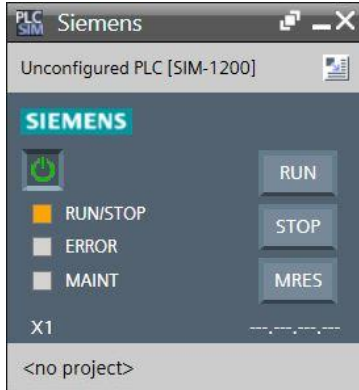 PLC SIM Siemens
Unconfigured PLC [SIM-1200]
SIEMENS
RUN
RUN/STOP
STOP
ERROR
MAINT
MRES
X1 ---.---.---.---
<no project>